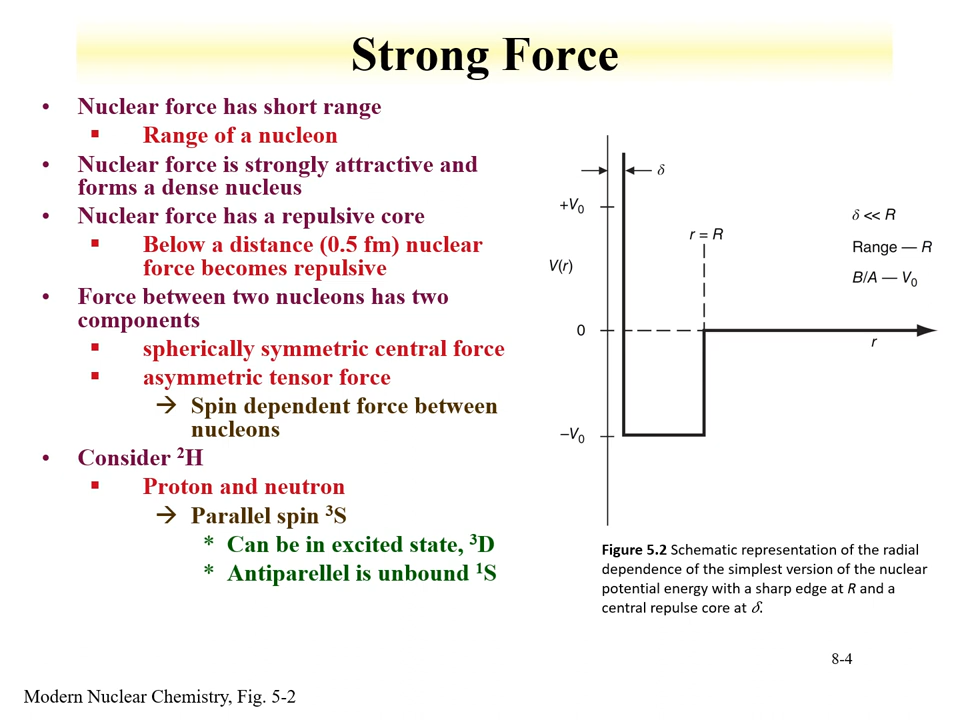 Strong Force
• Nuclear force has short range
▪ Range of a nucleon
• Nuclear force is strongly attractive and
forms a dense nucleus
• Nuclear force has a repulsive core
▪ Below a distance (0.5 fm) nuclear
force becomes repulsive
• Force between two nucleons has two
components
▪ spherically symmetric central force
▪ asymmetric tensor force
→ Spin dependent force between
nucleons
• Consider ²H
▪ Proton and neutron
→ Parallel spin ³S
* Can be in excited state, ³D
* Antiparellel is unbound ¹S
δ
+V₀
δ << R
r = R
Range — R
V(r)
B/A — V₀
0
r
–V₀
Figure 5.2 Schematic representation of the radial
dependence of the simplest version of the nuclear
potential energy with a sharp edge at R and a
central repulse core at δ.
8-4
Modern Nuclear Chemistry, Fig. 5-2